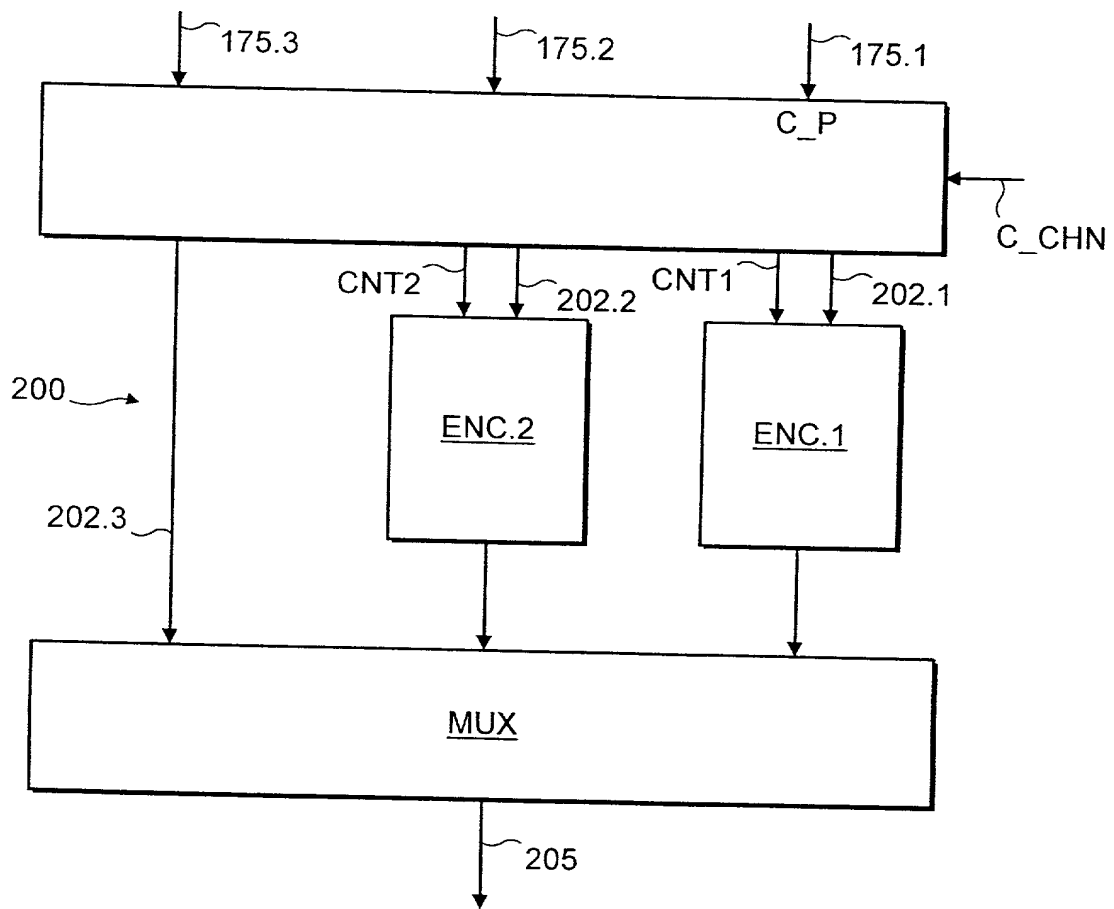 175.3
175.2
175.1
C_P
C_CHN
CNT2
202.2
CNT1
202.1
200
ENC.2
ENC.1
202.3
MUX
205